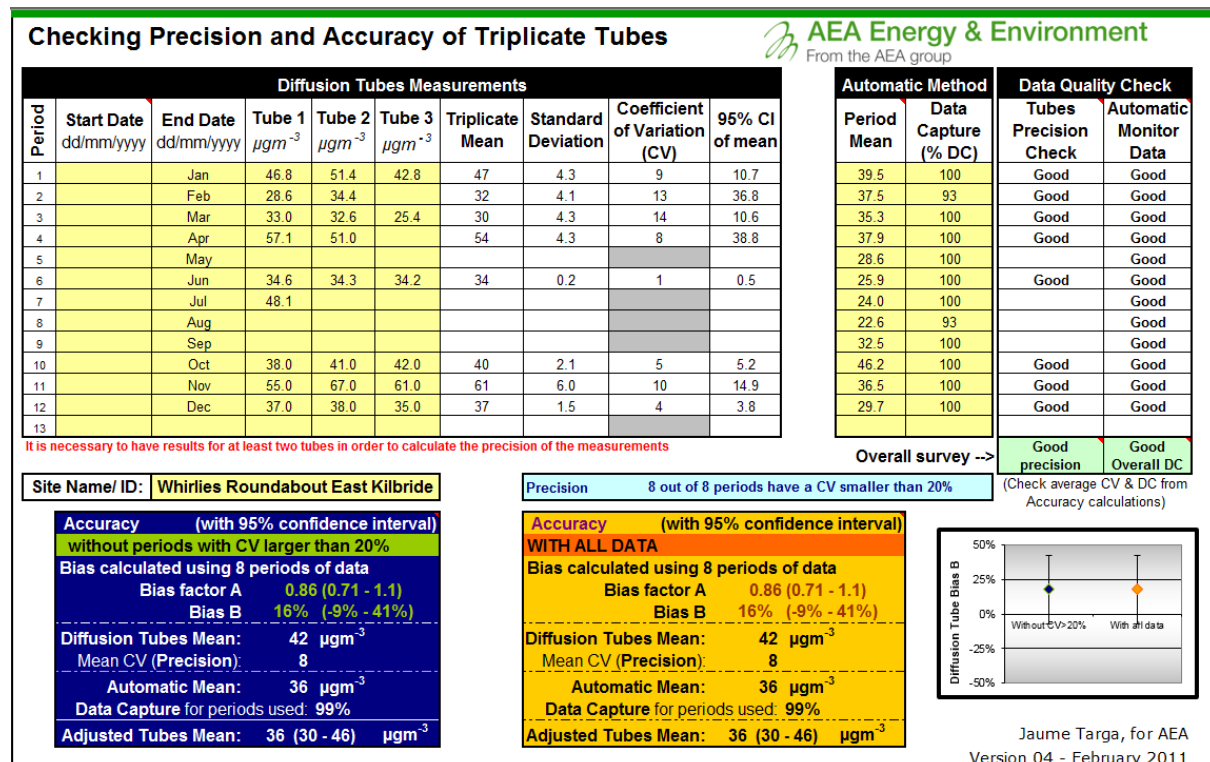 Checking Precision and Accuracy of Triplicate Tubes
AEA Energy & Environment
From the AEA group
Diffusion Tubes Measurements
Automatic Method
Data Quality Check
Period
Start Date dd/mm/yyyy
End Date dd/mm/yyyy
Tube 1 µgm⁻³
Tube 2 µgm⁻³
Tube 3 µgm⁻³
Triplicate Mean
Standard Deviation
Coefficient of Variation (CV)
95% CI of mean
Period Mean
Data Capture (% DC)
Tubes Precision Check
Automatic Monitor Data
1 Jan 46.8 51.4 42.8 47 4.3 9 10.7 39.5 100 Good Good
2 Feb 28.6 34.4 32 4.1 13 36.8 37.5 93 Good Good
3 Mar 33.0 32.6 25.4 30 4.3 14 10.6 35.3 100 Good Good
4 Apr 57.1 51.0 54 4.3 8 38.8 37.9 100 Good Good
5 May 28.6 100 Good
6 Jun 34.6 34.3 34.2 34 0.2 1 0.5 25.9 100 Good Good
7 Jul 48.1 24.0 100 Good
8 Aug 22.6 93 Good
9 Sep 32.5 100 Good
10 Oct 38.0 41.0 42.0 40 2.1 5 5.2 46.2 100 Good Good
11 Nov 55.0 67.0 61.0 61 6.0 10 14.9 36.5 100 Good Good
12 Dec 37.0 38.0 35.0 37 1.5 4 3.8 29.7 100 Good Good
13
It is necessary to have results for at least two tubes in order to calculate the precision of the measurements
Overall survey -->
Good precision
Good Overall DC
Site Name/ ID: Whirlies Roundabout East Kilbride
Precision 8 out of 8 periods have a CV smaller than 20%
(Check average CV & DC from
Accuracy calculations)
Accuracy (with 95% confidence interval)
without periods with CV larger than 20%
Bias calculated using 8 periods of data
Bias factor A 0.86 (0.71 - 1.1)
Bias B 16% (-9% - 41%)
Diffusion Tubes Mean: 42 µgm⁻³
Mean CV (Precision): 8
Automatic Mean: 36 µgm⁻³
Data Capture for periods used: 99%
Adjusted Tubes Mean: 36 (30 - 46) µgm⁻³
Accuracy (with 95% confidence interval)
WITH ALL DATA
Bias calculated using 8 periods of data
Bias factor A 0.86 (0.71 - 1.1)
Bias B 16% (-9% - 41%)
Diffusion Tubes Mean: 42 µgm⁻³
Mean CV (Precision): 8
Automatic Mean: 36 µgm⁻³
Data Capture for periods used: 99%
Adjusted Tubes Mean: 36 (30 - 46) µgm⁻³
Diffusion Tube Bias B
50%
25%
0%
-25%
-50%
Without CV>20%
With all data
Jaume Targa, for AEA
Version 04 - February 2011